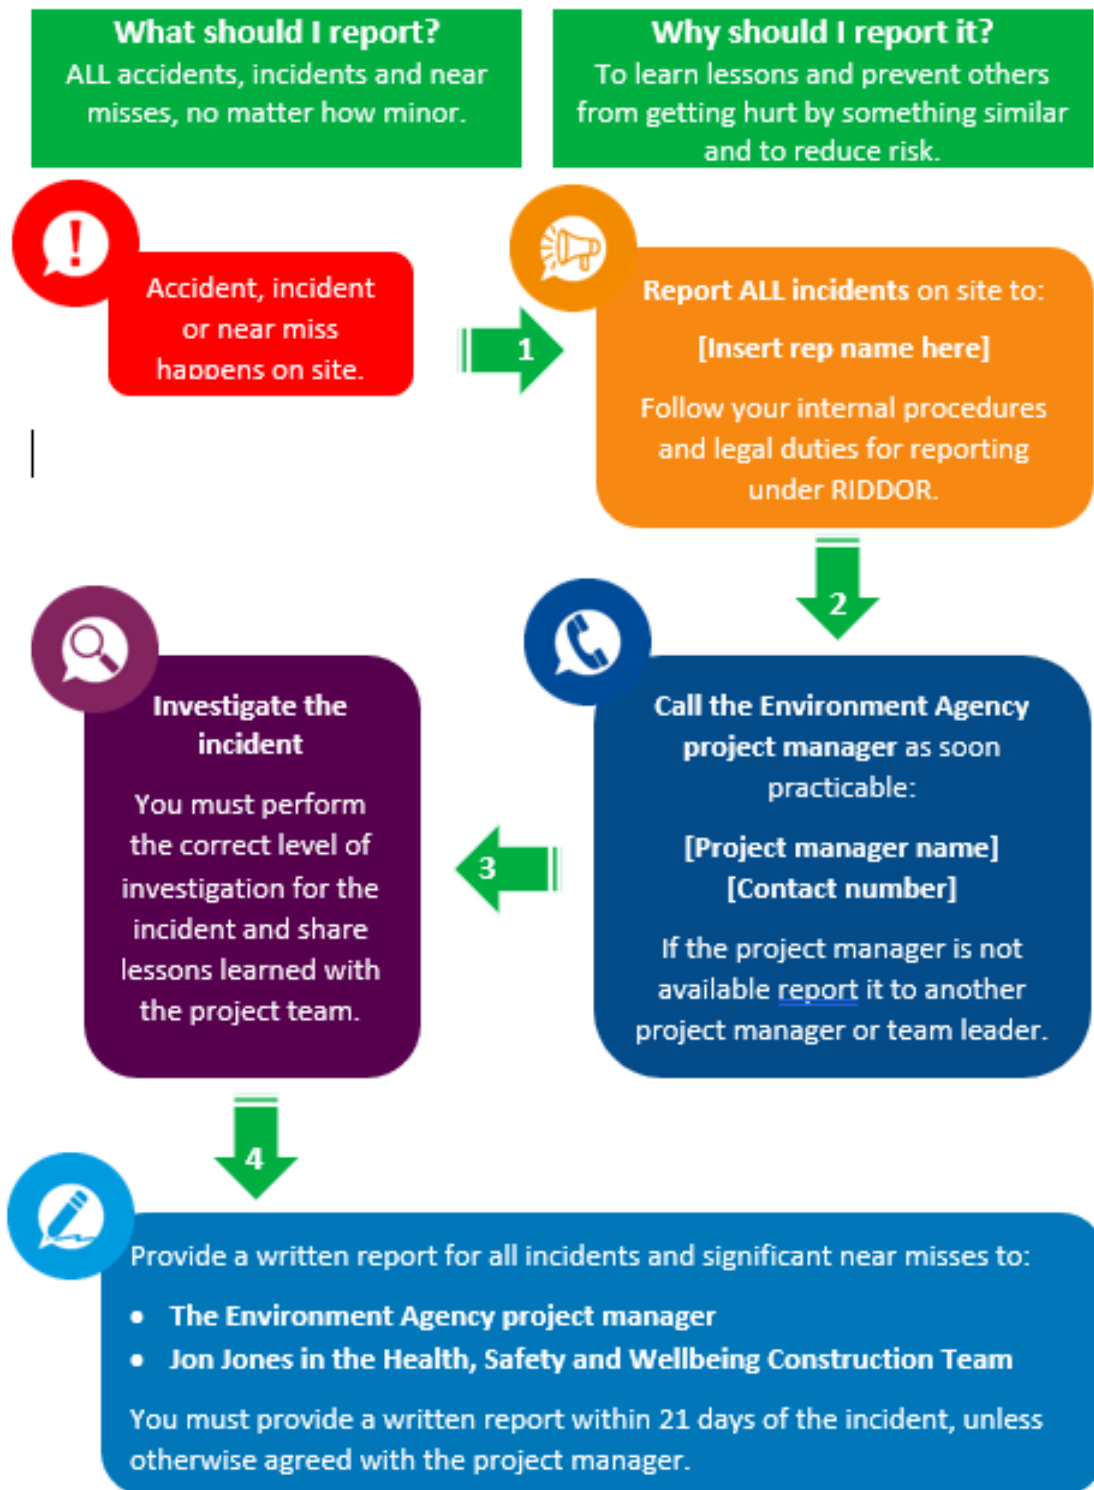 What should I report?
ALL accidents, incidents and near
misses, no matter how minor.
Why should I report it?
To learn lessons and prevent others
from getting hurt by something similar
and to reduce risk.
!
Accident, incident
or near miss
happens on site.
1
Report ALL incidents on site to:
[Insert rep name here]
Follow your internal procedures
and legal duties for reporting
under RIDDOR.
2
Call the Environment Agency
project manager as soon
practicable:
[Project manager name]
[Contact number]
If the project manager is not
available report it to another
project manager or team leader.
3
Investigate the
incident
You must perform
the correct level of
investigation for the
incident and share
lessons learned with
the project team.
4
Provide a written report for all incidents and significant near misses to:
• The Environment Agency project manager
• Jon Jones in the Health, Safety and Wellbeing Construction Team
You must provide a written report within 21 days of the incident, unless
otherwise agreed with the project manager.